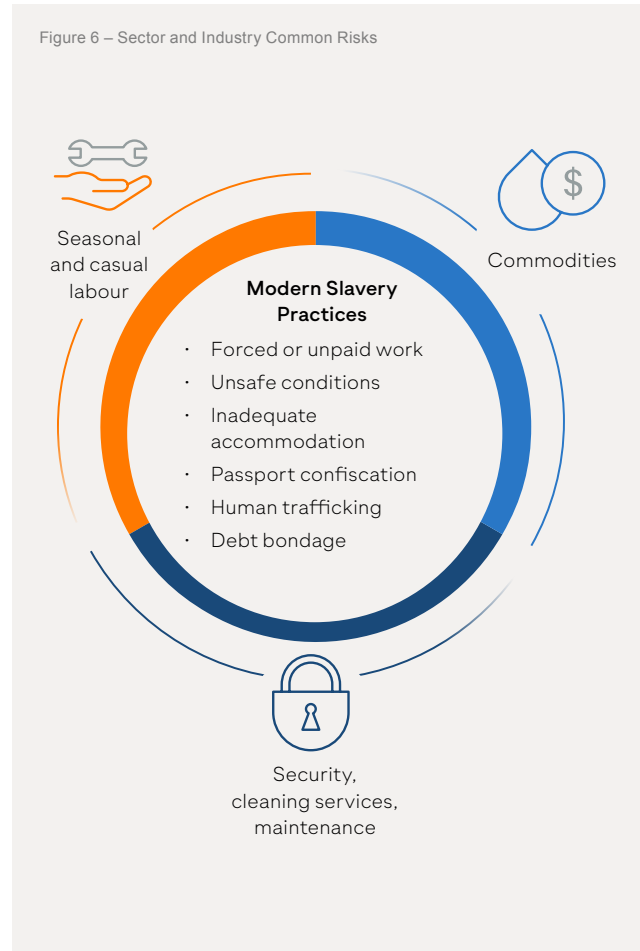 Figure 6 – Sector and Industry Common Risks
$
Seasonal
and casual
labour
Commodities
Modern Slavery
Practices
· Forced or unpaid work
· Unsafe conditions
· Inadequate
accommodation
· Passport confiscation
· Human trafficking
· Debt bondage
Security,
cleaning services,
maintenance